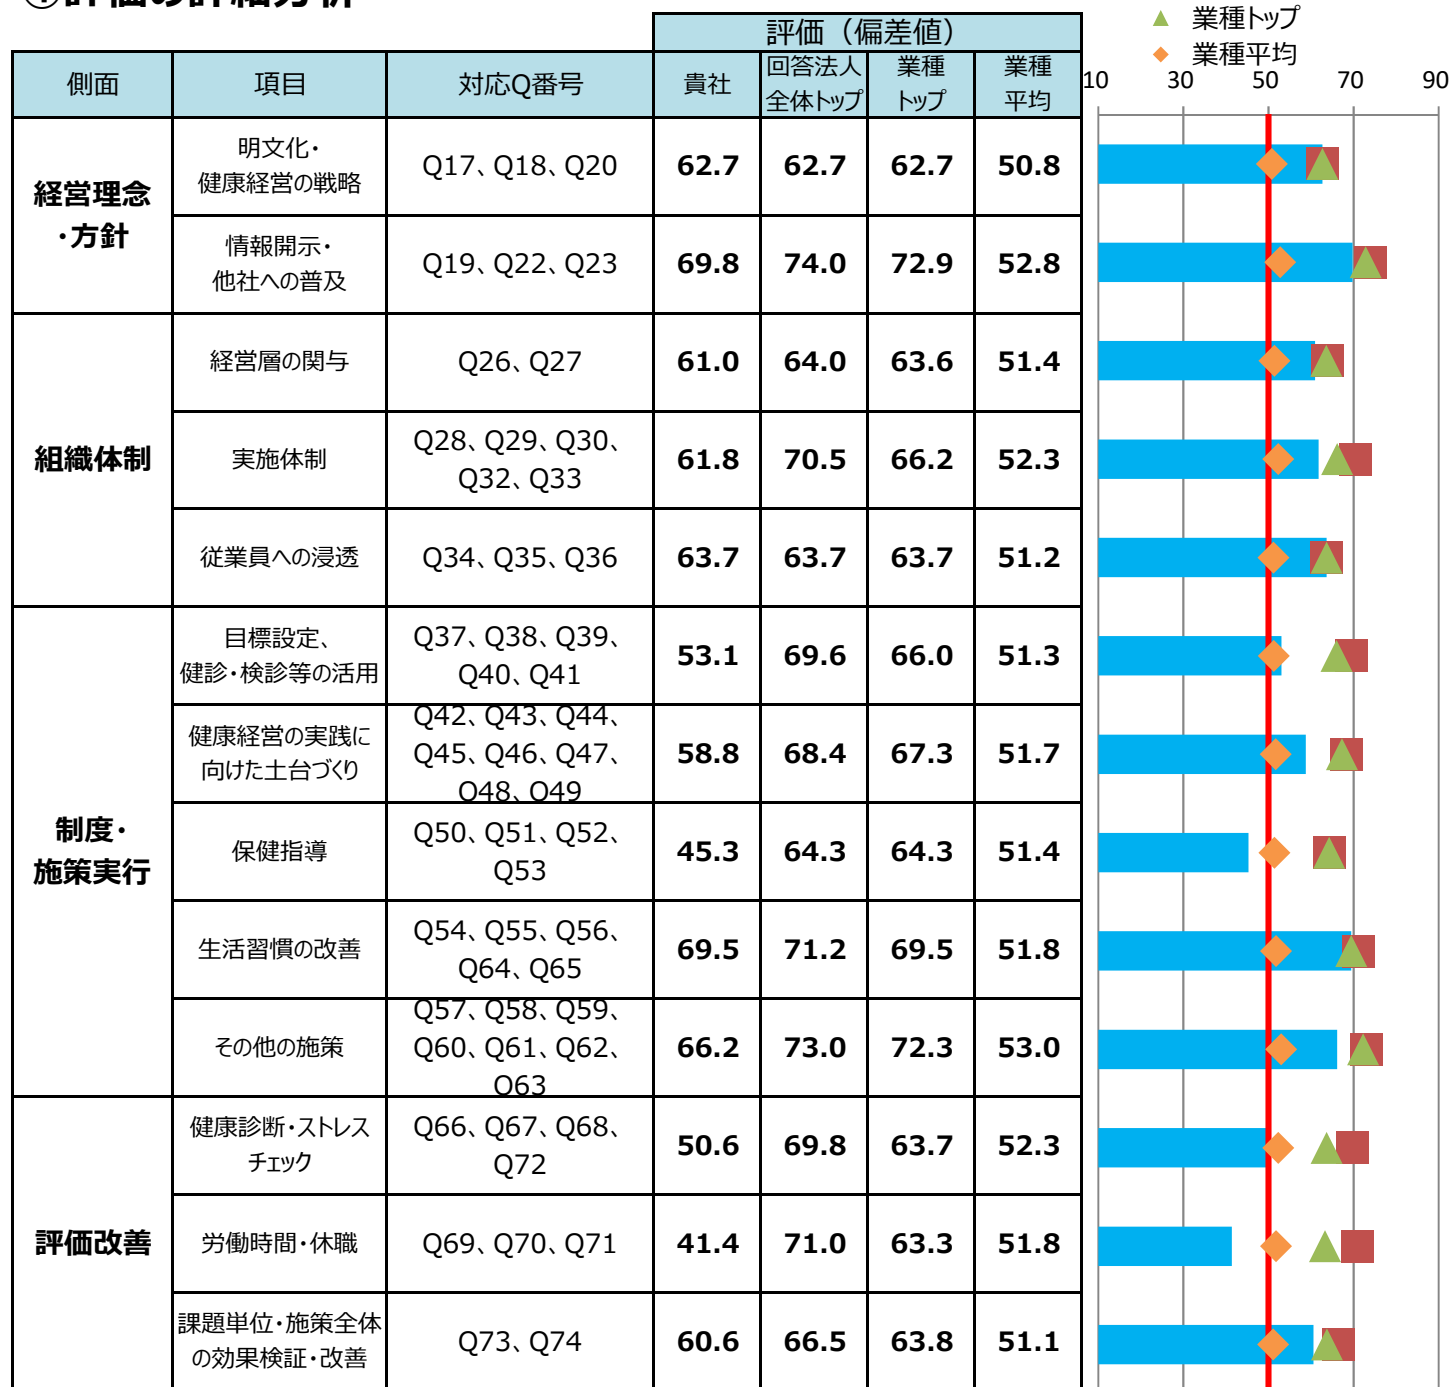 ①評価の詳細分析
▲ 業種トップ
◆ 業種平均
評価（偏差値）
側面 項目 対応Q番号 貴社 回答法人 業種 業種
全体トップ トップ 平均
10 30 50 70 90
経営理念
・方針
明文化・
健康経営の戦略
Q17、Q18、Q20 62.7 62.7 62.7 50.8
情報開示・
他社への普及
Q19、Q22、Q23 69.8 74.0 72.9 52.8
組織体制
経営層の関与 Q26、Q27 61.0 64.0 63.6 51.4
実施体制
Q28、Q29、Q30、
Q32、Q33
61.8 70.5 66.2 52.3
従業員への浸透 Q34、Q35、Q36 63.7 63.7 63.7 51.2
制度・
施策実行
目標設定、
健診・検診等の活用
Q37、Q38、Q39、
Q40、Q41
53.1 69.6 66.0 51.3
健康経営の実践に
向けた土台づくり
Q42、Q43、Q44、
Q45、Q46、Q47、
Q48、Q49
58.8 68.4 67.3 51.7
保健指導
Q50、Q51、Q52、
Q53
45.3 64.3 64.3 51.4
生活習慣の改善
Q54、Q55、Q56、
Q64、Q65
69.5 71.2 69.5 51.8
その他の施策
Q57、Q58、Q59、
Q60、Q61、Q62、
Q63
66.2 73.0 72.3 53.0
評価改善
健康診断・ストレス
チェック
Q66、Q67、Q68、
Q72
50.6 69.8 63.7 52.3
労働時間・休職 Q69、Q70、Q71 41.4 71.0 63.3 51.8
課題単位・施策全体
の効果検証・改善
Q73、Q74 60.6 66.5 63.8 51.1